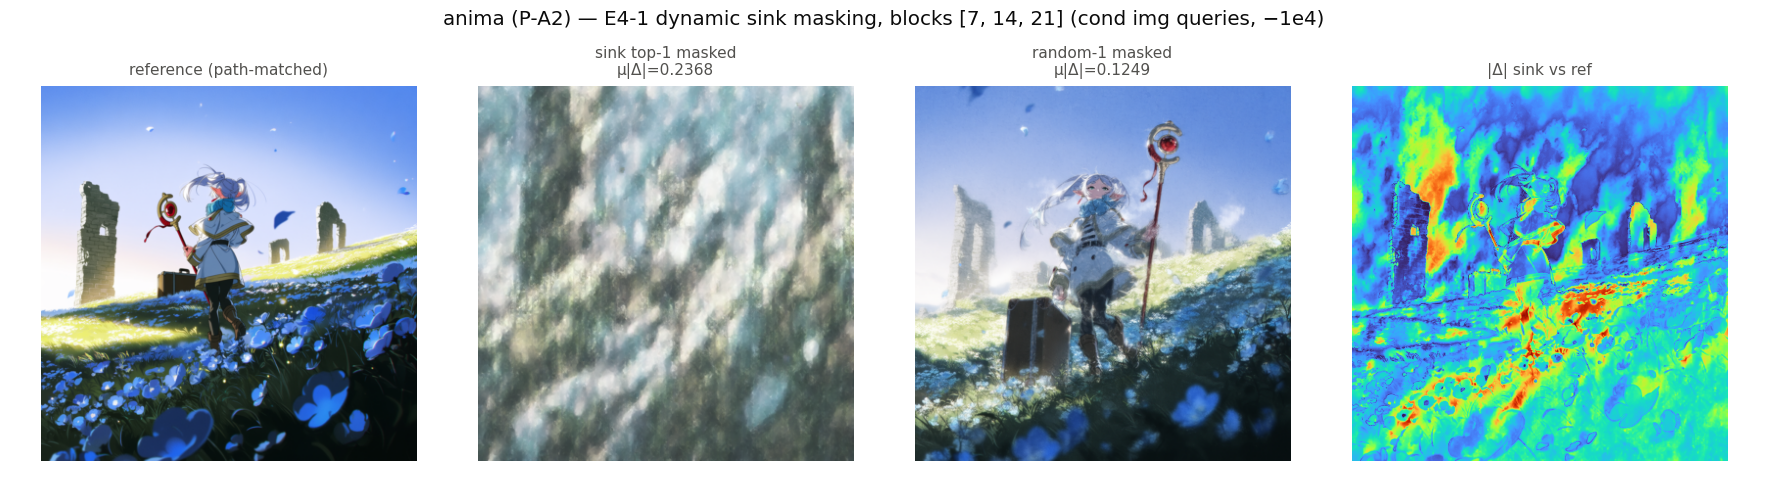 anima (P-A2) — E4-1 dynamic sink masking, blocks [7, 14, 21] (cond img queries, −1e4)
reference (path-matched)
sink top-1 masked
μ|Δ|=0.2368
random-1 masked
μ|Δ|=0.1249
|Δ| sink vs ref